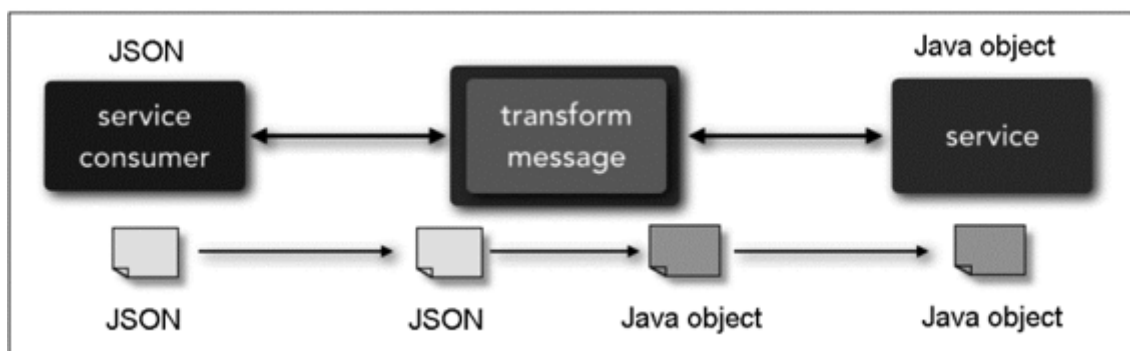 JSON
Java object
service
consumer
transform
message
service
JSON
JSON
Java object
Java object